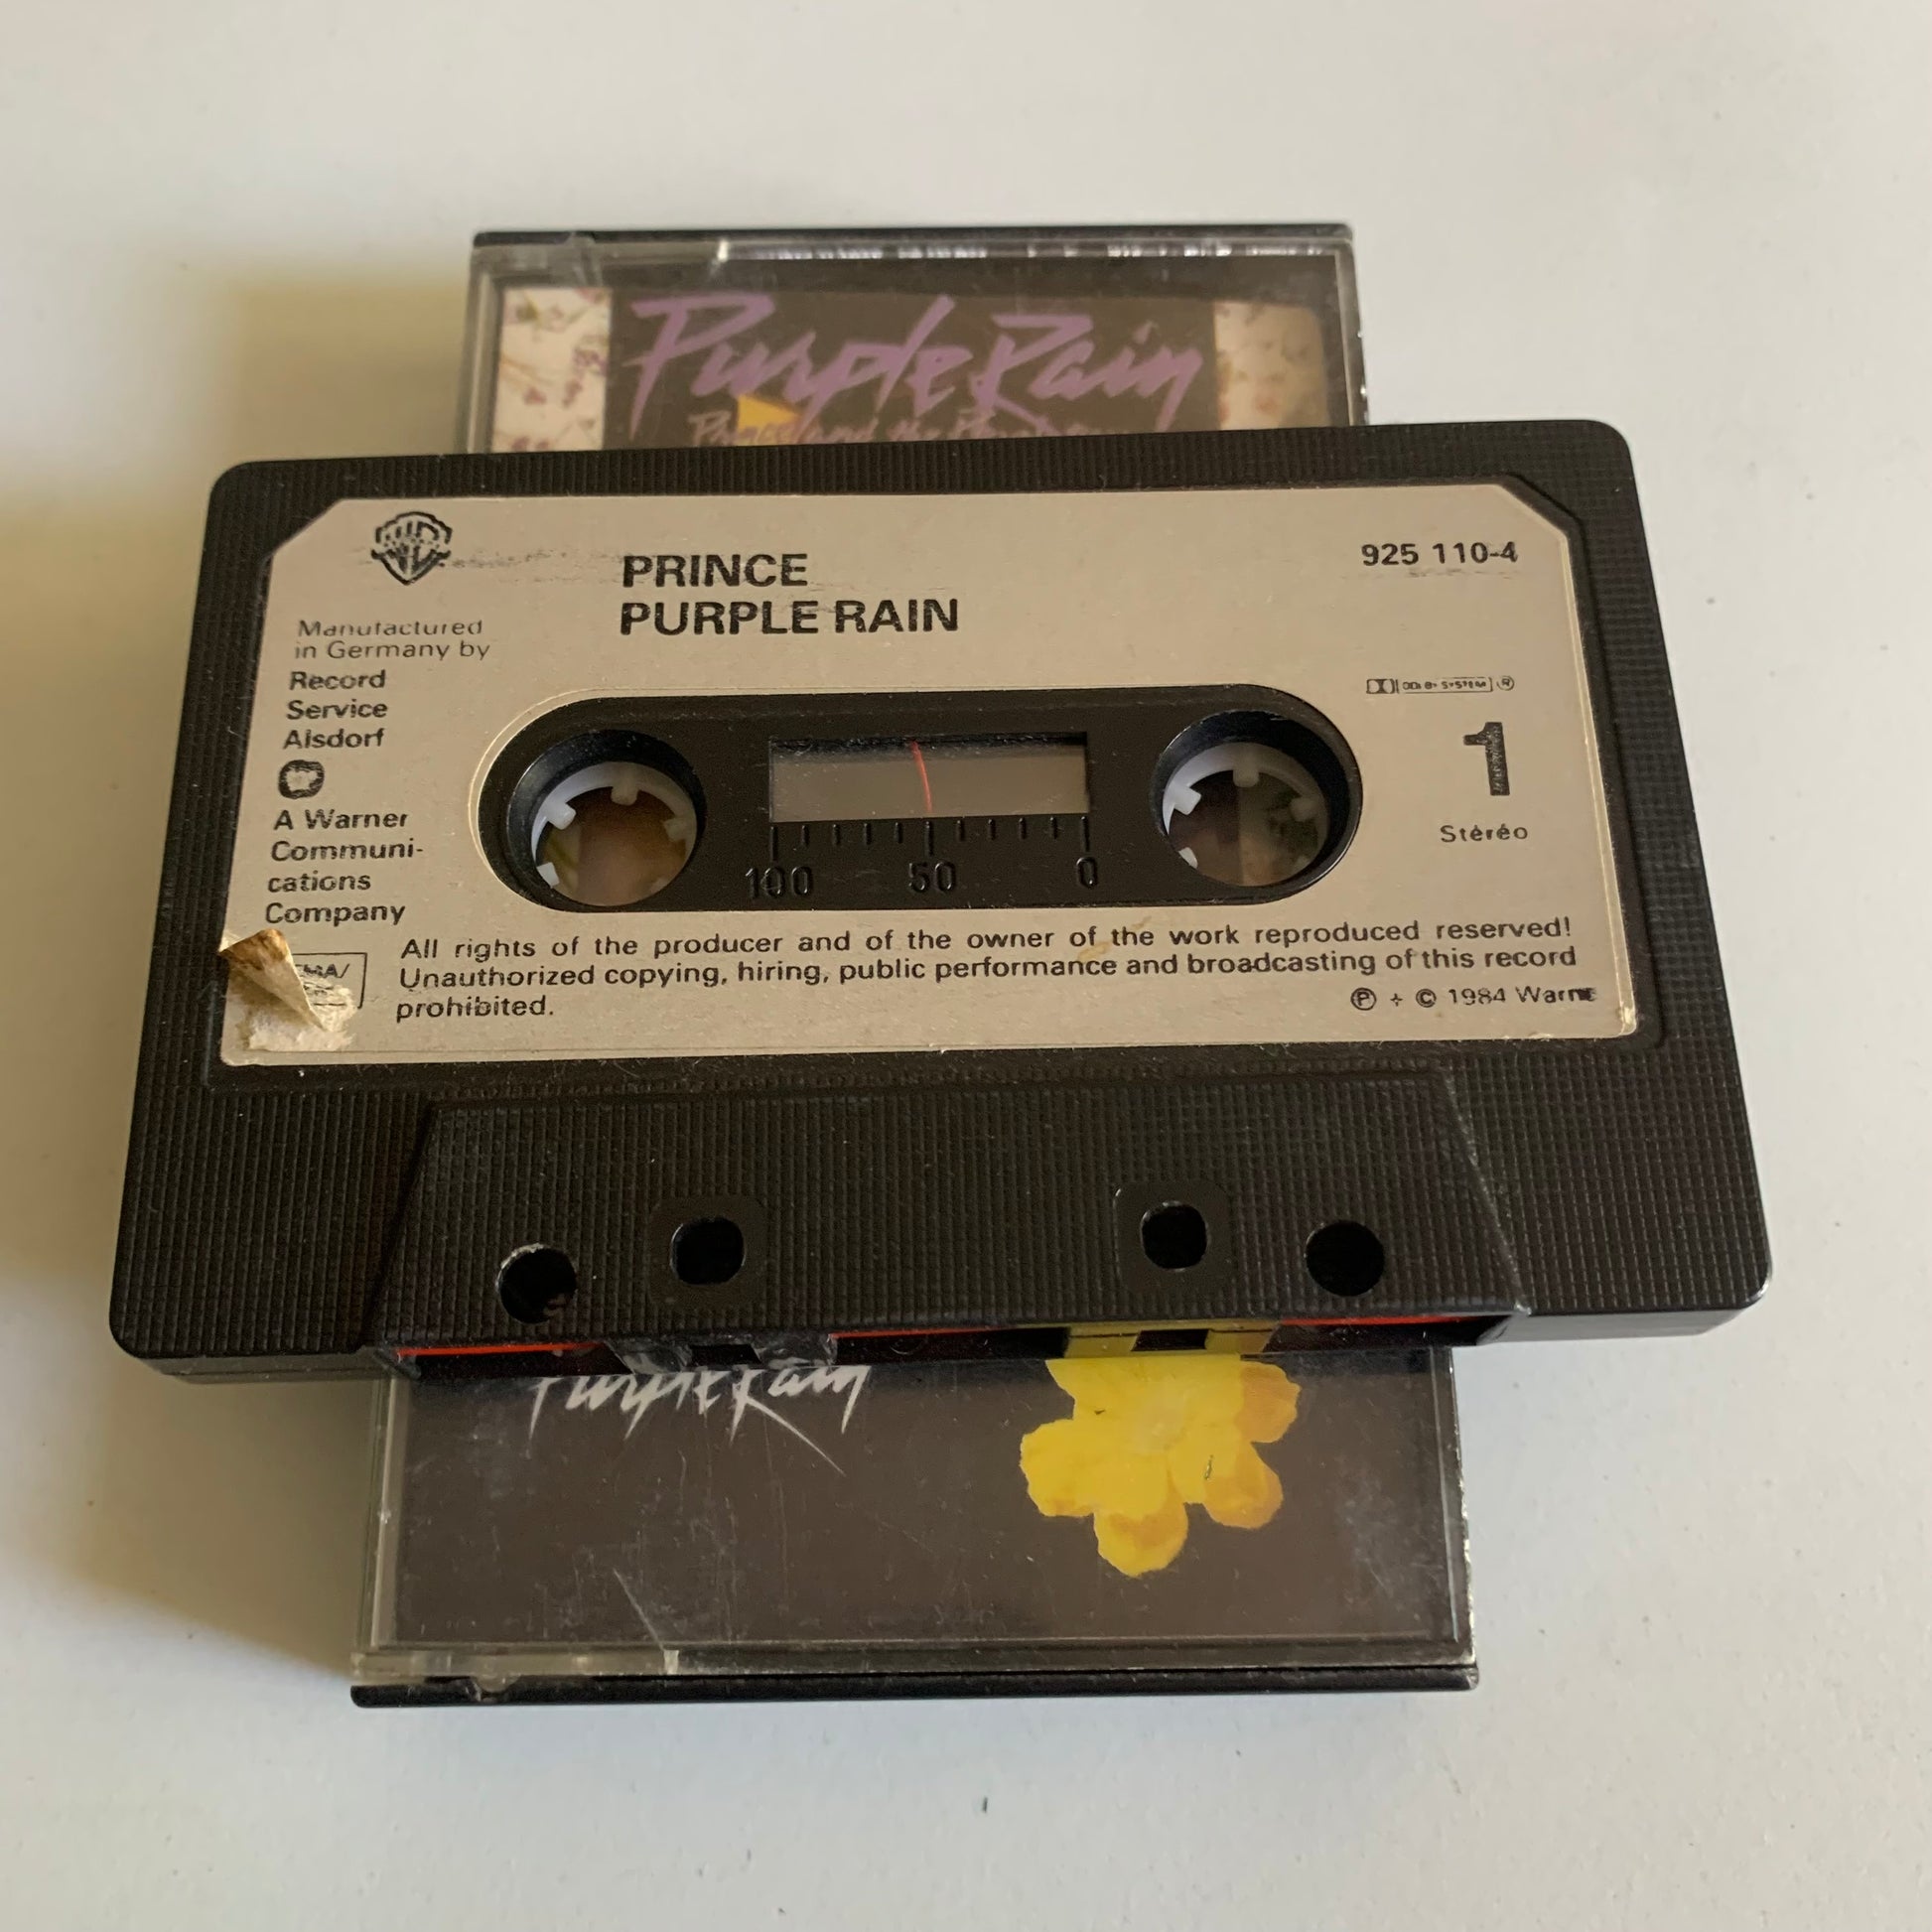 Purple Rain
PRINCE
PURPLE RAIN
925 110-4
Manufactured
in Germany by
Record
Service
Alsdorf
A Warner
Communi-
cations
Company
1
Stéréo
100 50 0
All rights of the producer and of the owner of the work reproduced reserved!
Unauthorized copying, hiring, public performance and broadcasting of this record
prohibited.
Ⓟ + © 1984 Warne
Purple Rain